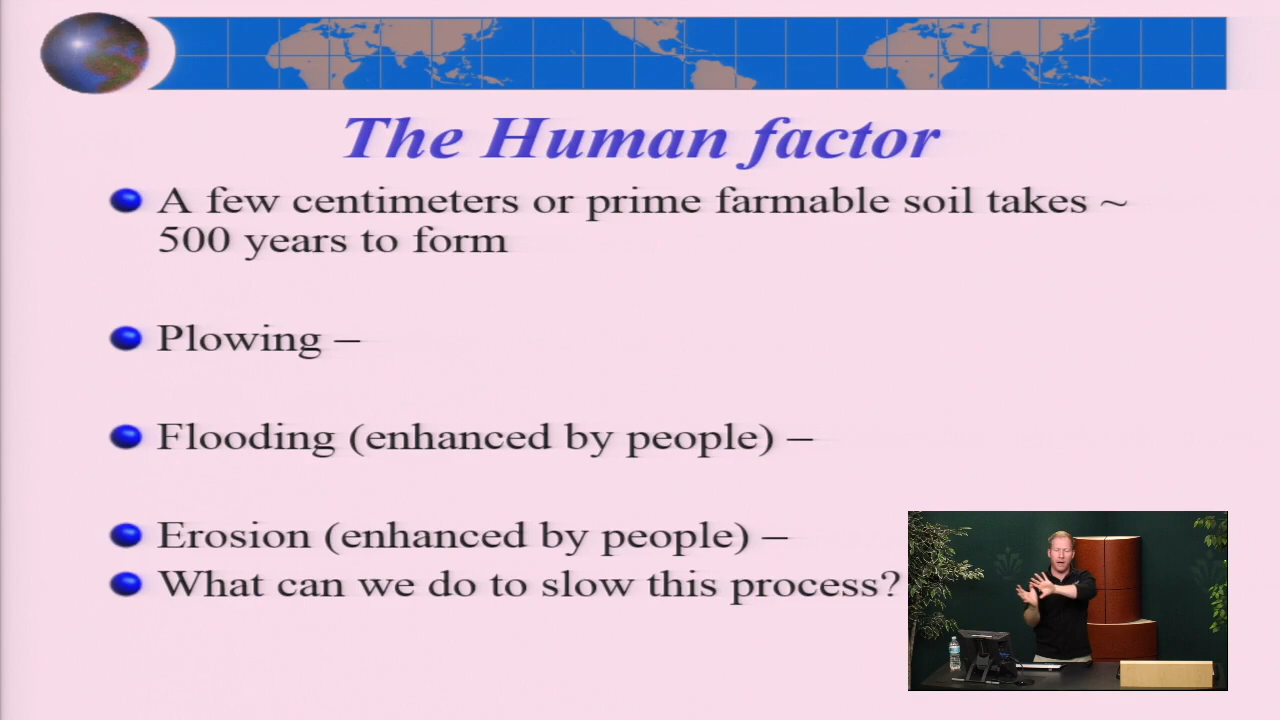 The Human factor
A few centimeters or prime farmable soil takes ~
500 years to form
Plowing –
Flooding (enhanced by people) –
Erosion (enhanced by people) –
What can we do to slow this process?